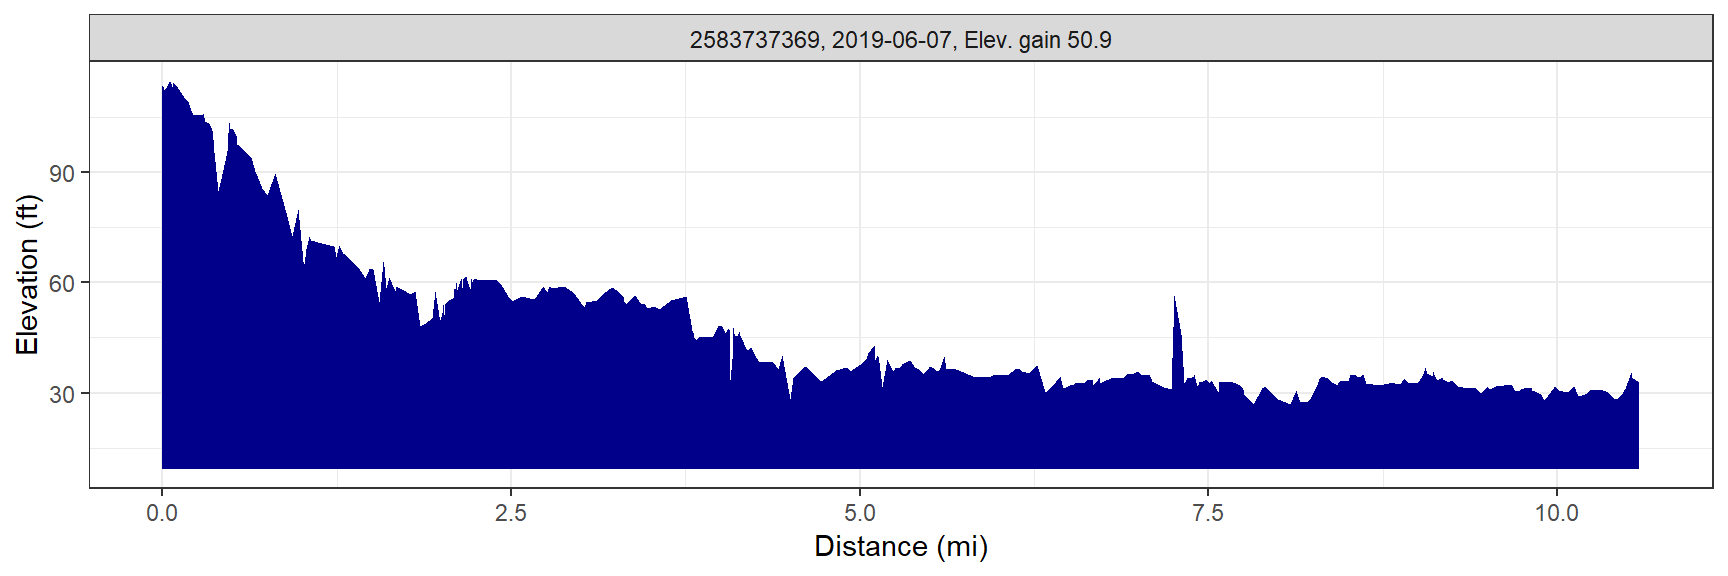 2583737369, 2019-06-07, Elev. gain 50.9
Elevation (ft)
90
60
30
0.0 2.5 5.0 7.5 10.0
Distance (mi)